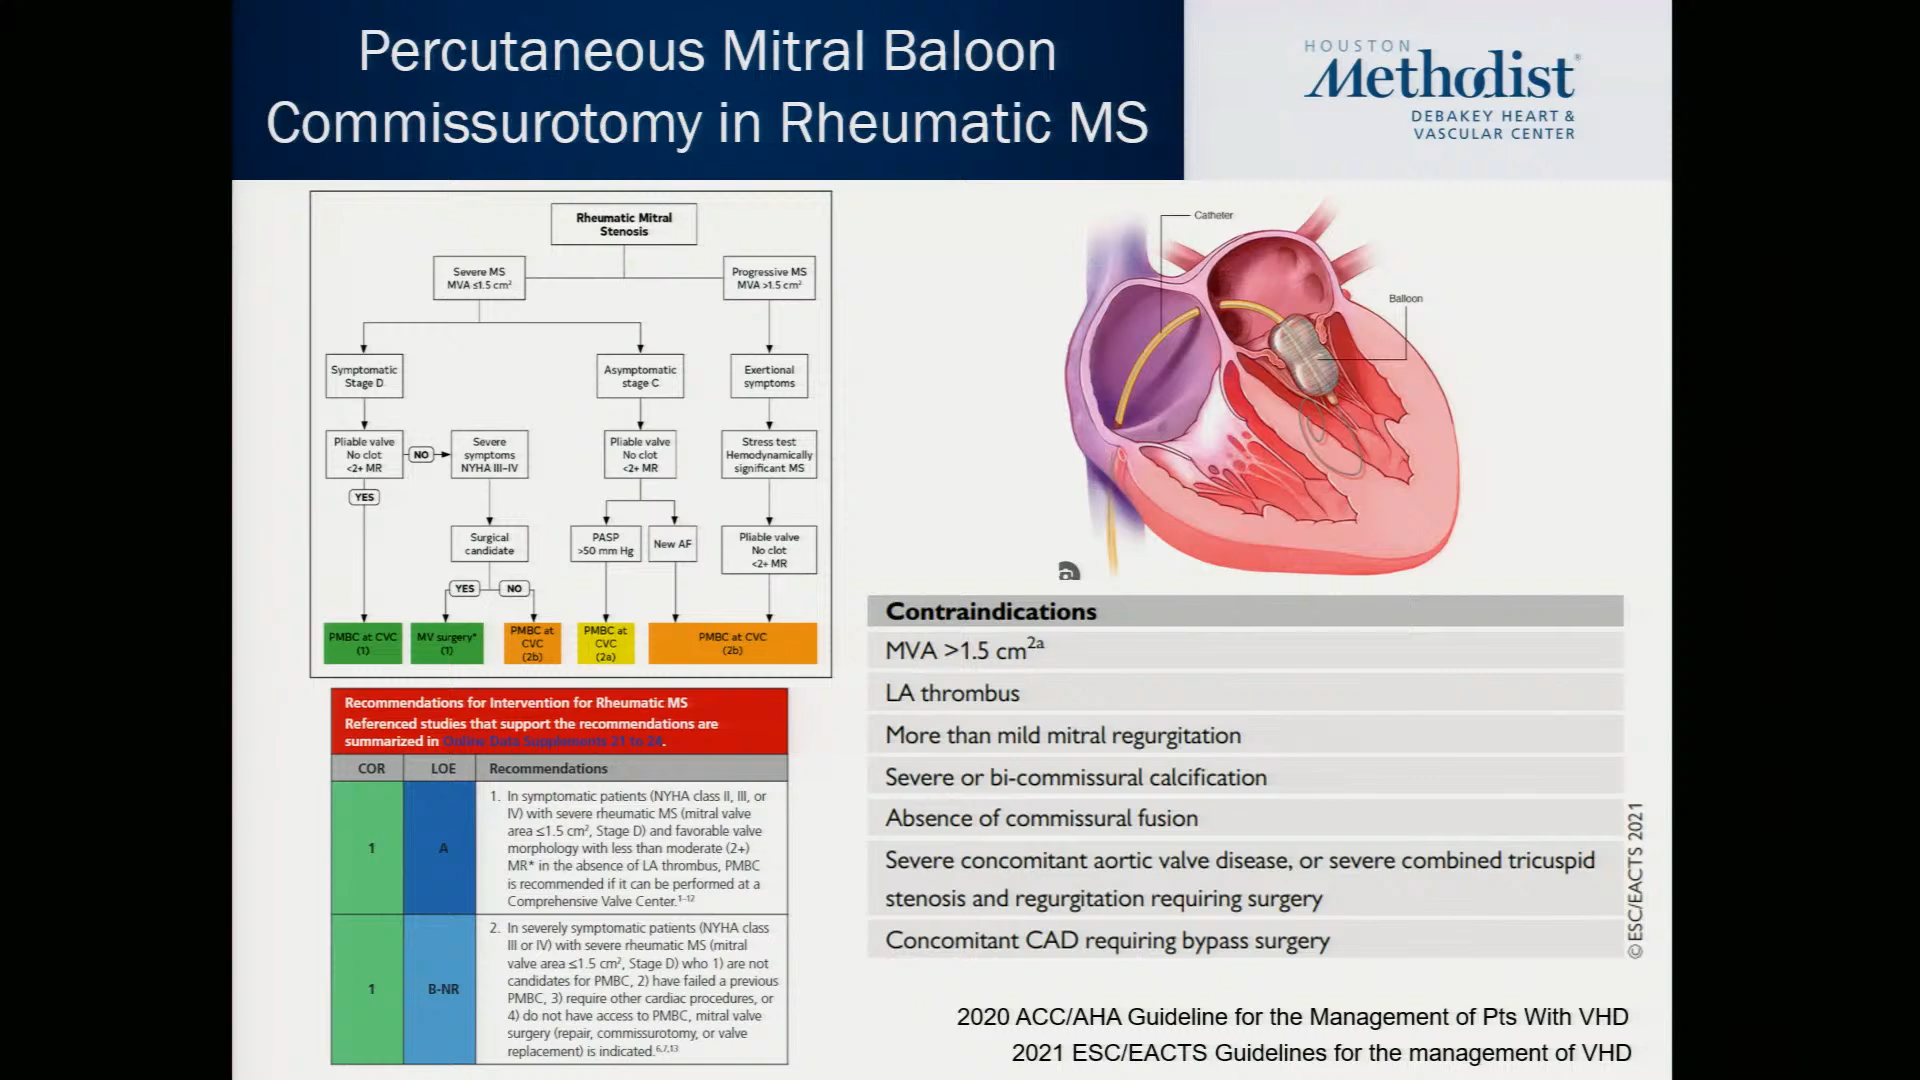 Percutaneous Mitral Baloon
Commissurotomy in Rheumatic MS
HOUSTON
Methodist®
DEBAKEY HEART &
VASCULAR CENTER
Rheumatic Mitral
Stenosis
Severe MS
MVA ≤1.5 cm²
Progressive MS
MVA >1.5 cm²
Symptomatic
Stage D
Asymptomatic
stage C
Exertional
symptoms
Pliable valve
No clot
<2+ MR
NO
Severe
symptoms
NYHA III–IV
Pliable valve
No clot
<2+ MR
Stress test
Hemodynamically
significant MS
YES
Surgical
candidate
PASP
>50 mm Hg
New AF
Pliable valve
No clot
<2+ MR
YES
NO
PMBC at CVC
(1)
MV surgery*
(1)
PMBC at
CVC
(2b)
PMBC at
CVC
(2a)
PMBC at CVC
(2b)
Recommendations for Intervention for Rheumatic MS
Referenced studies that support the recommendations are
summarized in Online Data Supplements 21 to 24.
COR LOE Recommendations
1 A
1. In symptomatic patients (NYHA class II, III, or
IV) with severe rheumatic MS (mitral valve
area ≤1.5 cm², Stage D) and favorable valve
morphology with less than moderate (2+)
MR* in the absence of LA thrombus, PMBC
is recommended if it can be performed at a
Comprehensive Valve Center.¹⁻¹²
1 B-NR
2. In severely symptomatic patients (NYHA class
III or IV) with severe rheumatic MS (mitral
valve area ≤1.5 cm², Stage D) who 1) are not
candidates for PMBC, 2) have failed a previous
PMBC, 3) require other cardiac procedures, or
4) do not have access to PMBC, mitral valve
surgery (repair, commissurotomy, or valve
replacement) is indicated.⁶,⁷,¹³
Catheter
Balloon
Contraindications
MVA >1.5 cm²ᵃ
LA thrombus
More than mild mitral regurgitation
Severe or bi-commissural calcification
Absence of commissural fusion
Severe concomitant aortic valve disease, or severe combined tricuspid
stenosis and regurgitation requiring surgery
Concomitant CAD requiring bypass surgery
©ESC/EACTS 2021
2020 ACC/AHA Guideline for the Management of Pts With VHD
2021 ESC/EACTS Guidelines for the management of VHD